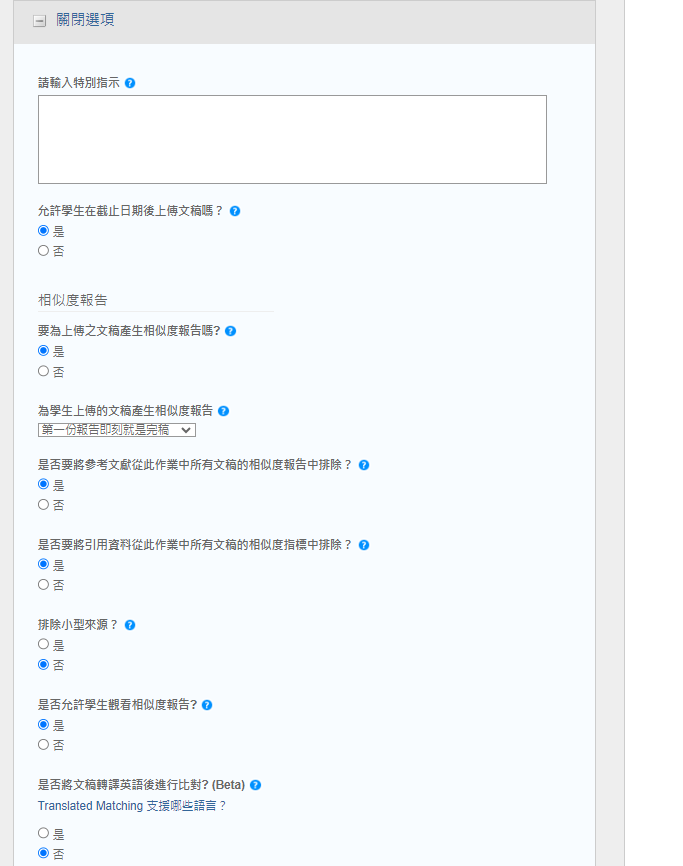 關閉選項
請輸入特別指示
允許學生在截止日期後上傳文稿嗎？
是
否
相似度報告
要為上傳之文稿產生相似度報告嗎?
是
否
為學生上傳的文稿產生相似度報告
第一份報告即刻就是完稿
是否要將參考文獻從此作業中所有文稿的相似度報告中排除？
是
否
是否要將引用資料從此作業中所有文稿的相似度指標中排除？
是
否
排除小型來源？
是
否
是否允許學生觀看相似度報告?
是
否
是否將文稿轉譯英語後進行比對? (Beta)
Translated Matching 支援哪些語言？
是
否